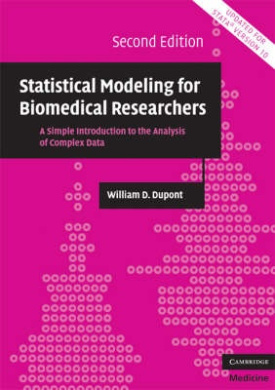 UPDATED FOR
STATA® VERSION 10
Second Edition
Statistical Modeling for
Biomedical Researchers
A Simple Introduction to the Analysis
of Complex Data
William D. Dupont
CAMBRIDGE
Medicine